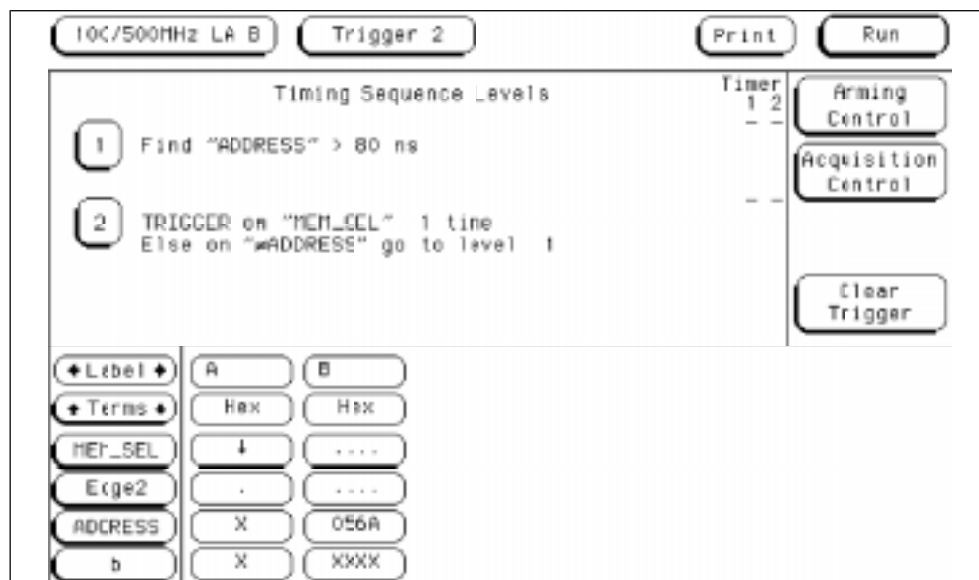 100/500MHz LA B Trigger 2 Print Run
Timing Sequence Levels
Timer
1 2
Arming
Control
1 Find "ADDRESS" > 80 ns
Acquisition
Control
2 TRIGGER on "MEM_SEL" 1 time
Else on "≠ADDRESS" go to level 1
Clear
Trigger
Label A B
Terms Hex Hex
MEM_SEL ↓ ....
Edge2 . ....
ADDRESS X 056A
b X XXXX